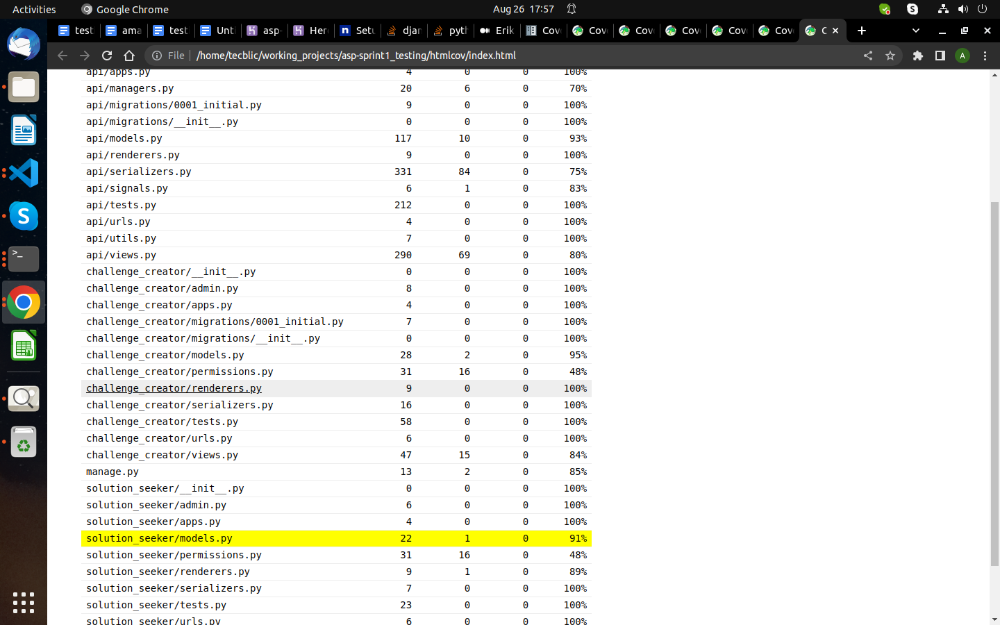 Activities Google Chrome Aug 26 17:57
test ama test Unti asp- Her Setu djan pyth Erik Cove Cove Cove Cove Cove Cove C
File /home/tecblic/working_projects/asp-sprint1_testing/htmlcov/index.html A
api/apps.py 4 0 0 100%
api/managers.py 20 6 0 70%
api/migrations/0001_initial.py 9 0 0 100%
api/migrations/__init__.py 0 0 0 100%
api/models.py 117 10 0 93%
api/renderers.py 9 0 0 100%
api/serializers.py 331 84 0 75%
api/signals.py 6 1 0 83%
api/tests.py 212 0 0 100%
api/urls.py 4 0 0 100%
api/utils.py 7 0 0 100%
api/views.py 290 69 0 80%
challenge_creator/__init__.py 0 0 0 100%
challenge_creator/admin.py 8 0 0 100%
challenge_creator/apps.py 4 0 0 100%
challenge_creator/migrations/0001_initial.py 7 0 0 100%
challenge_creator/migrations/__init__.py 0 0 0 100%
challenge_creator/models.py 28 2 0 95%
challenge_creator/permissions.py 31 16 0 48%
challenge_creator/renderers.py 9 0 0 100%
challenge_creator/serializers.py 16 0 0 100%
challenge_creator/tests.py 58 0 0 100%
challenge_creator/urls.py 6 0 0 100%
challenge_creator/views.py 47 15 0 84%
manage.py 13 2 0 85%
solution_seeker/__init__.py 0 0 0 100%
solution_seeker/admin.py 6 0 0 100%
solution_seeker/apps.py 4 0 0 100%
solution_seeker/models.py 22 1 0 91%
solution_seeker/permissions.py 31 16 0 48%
solution_seeker/renderers.py 9 1 0 89%
solution_seeker/serializers.py 7 0 0 100%
solution_seeker/tests.py 23 0 0 100%
solution_seeker/urls.py 6 0 0 100%